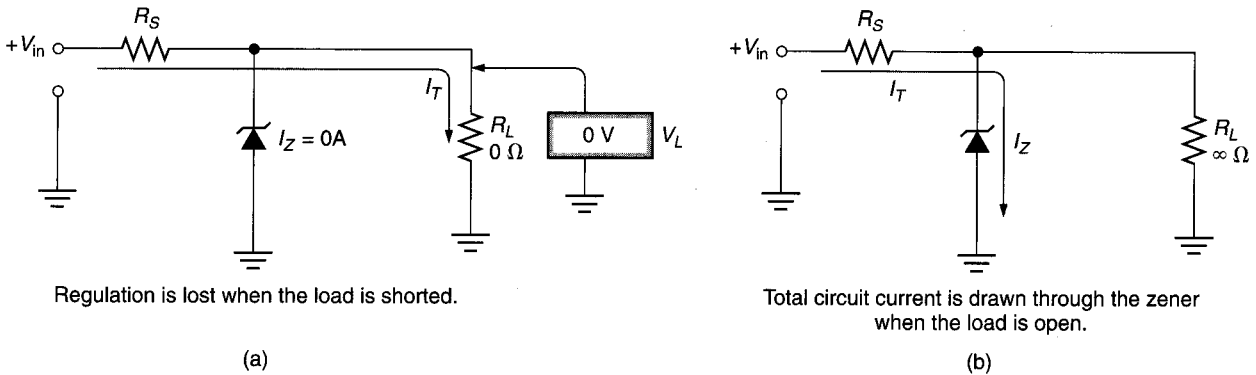 R_S
+V_in
I_T
I_Z = 0A
R_L
0 Ω
0 V
V_L
Regulation is lost when the load is shorted.
(a)
R_S
+V_in
I_T
I_Z
R_L
∞ Ω
Total circuit current is drawn through the zener
when the load is open.
(b)